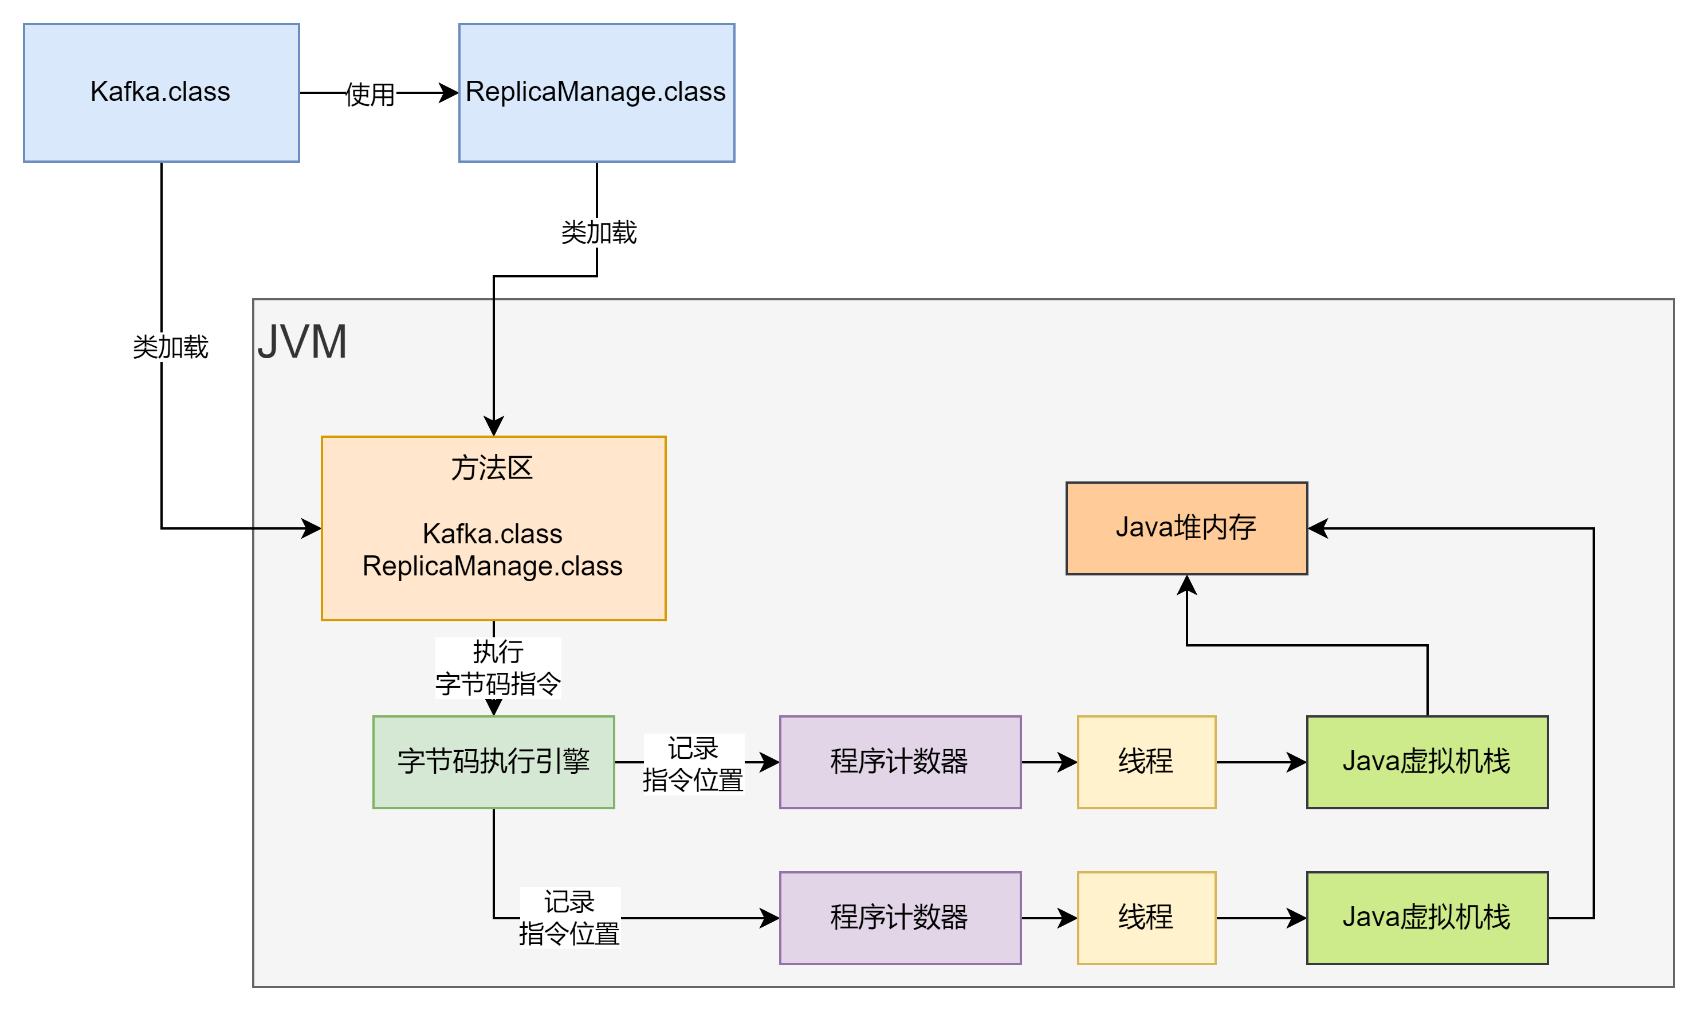 Kafka.class
使用
ReplicaManage.class
类加载
类加载
JVM
方法区
Kafka.class
ReplicaManage.class
Java堆内存
执行
字节码指令
字节码执行引擎
记录
指令位置
程序计数器
线程
Java虚拟机栈
记录
指令位置
程序计数器
线程
Java虚拟机栈